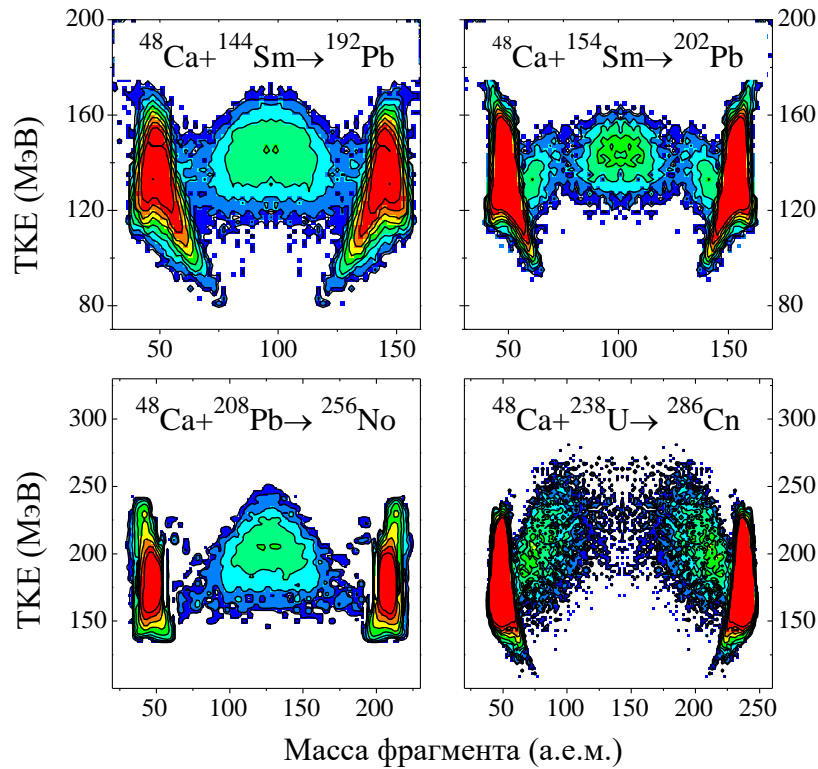 ⁴⁸Ca+¹⁴⁴Sm→¹⁹²Pb
⁴⁸Ca+¹⁵⁴Sm→²⁰²Pb
200
160
120
80
TKE (МэВ)
200
160
120
80
50 100 150
50 100 150
⁴⁸Ca+²⁰⁸Pb→²⁵⁶No
⁴⁸Ca+²³⁸U→²⁸⁶Cn
300
250
200
150
TKE (МэВ)
300
250
200
150
50 100 150 200
50 100 150 200 250
Масса фрагмента (а.е.м.)